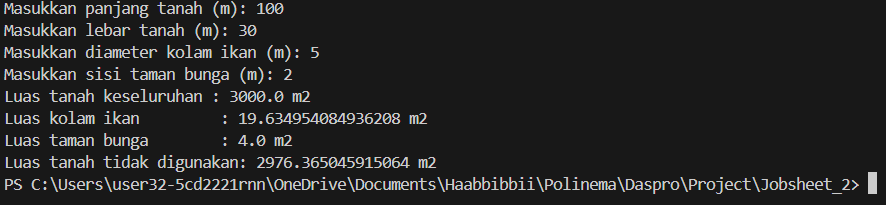 Masukkan panjang tanah (m): 100
Masukkan lebar tanah (m): 30
Masukkan diameter kolam ikan (m): 5
Masukkan sisi taman bunga (m): 2
Luas tanah keseluruhan : 3000.0 m2
Luas kolam ikan        : 19.634954084936208 m2
Luas taman bunga       : 4.0 m2
Luas tanah tidak digunakan: 2976.365045915064 m2
PS C:\Users\user32-5cd2221rnn\OneDrive\Documents\Haabbibbii\Polinema\Daspro\Project\Jobsheet_2>